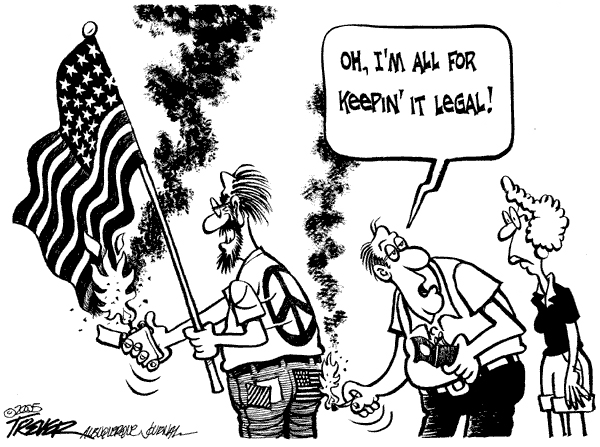 OH, I'M ALL FOR
KEEPIN' IT LEGAL!
©2005
TREVER
ALBUQUERQUE JOURNAL